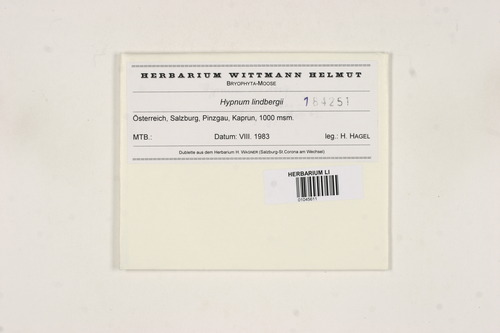 HERBARIUM WITTMANN HELMUT
BRYOPHYTA-MOOSE
Hypnum lindbergii 184251
Österreich, Salzburg, Pinzgau, Kaprun, 1000 msm.
MTB.: Datum: VIII. 1983 leg.: H. HAGEL
Dublette aus dem Herbarium H. (Salzburg-St.Corona am Wechsel)
HERBARIUM LI
01045611